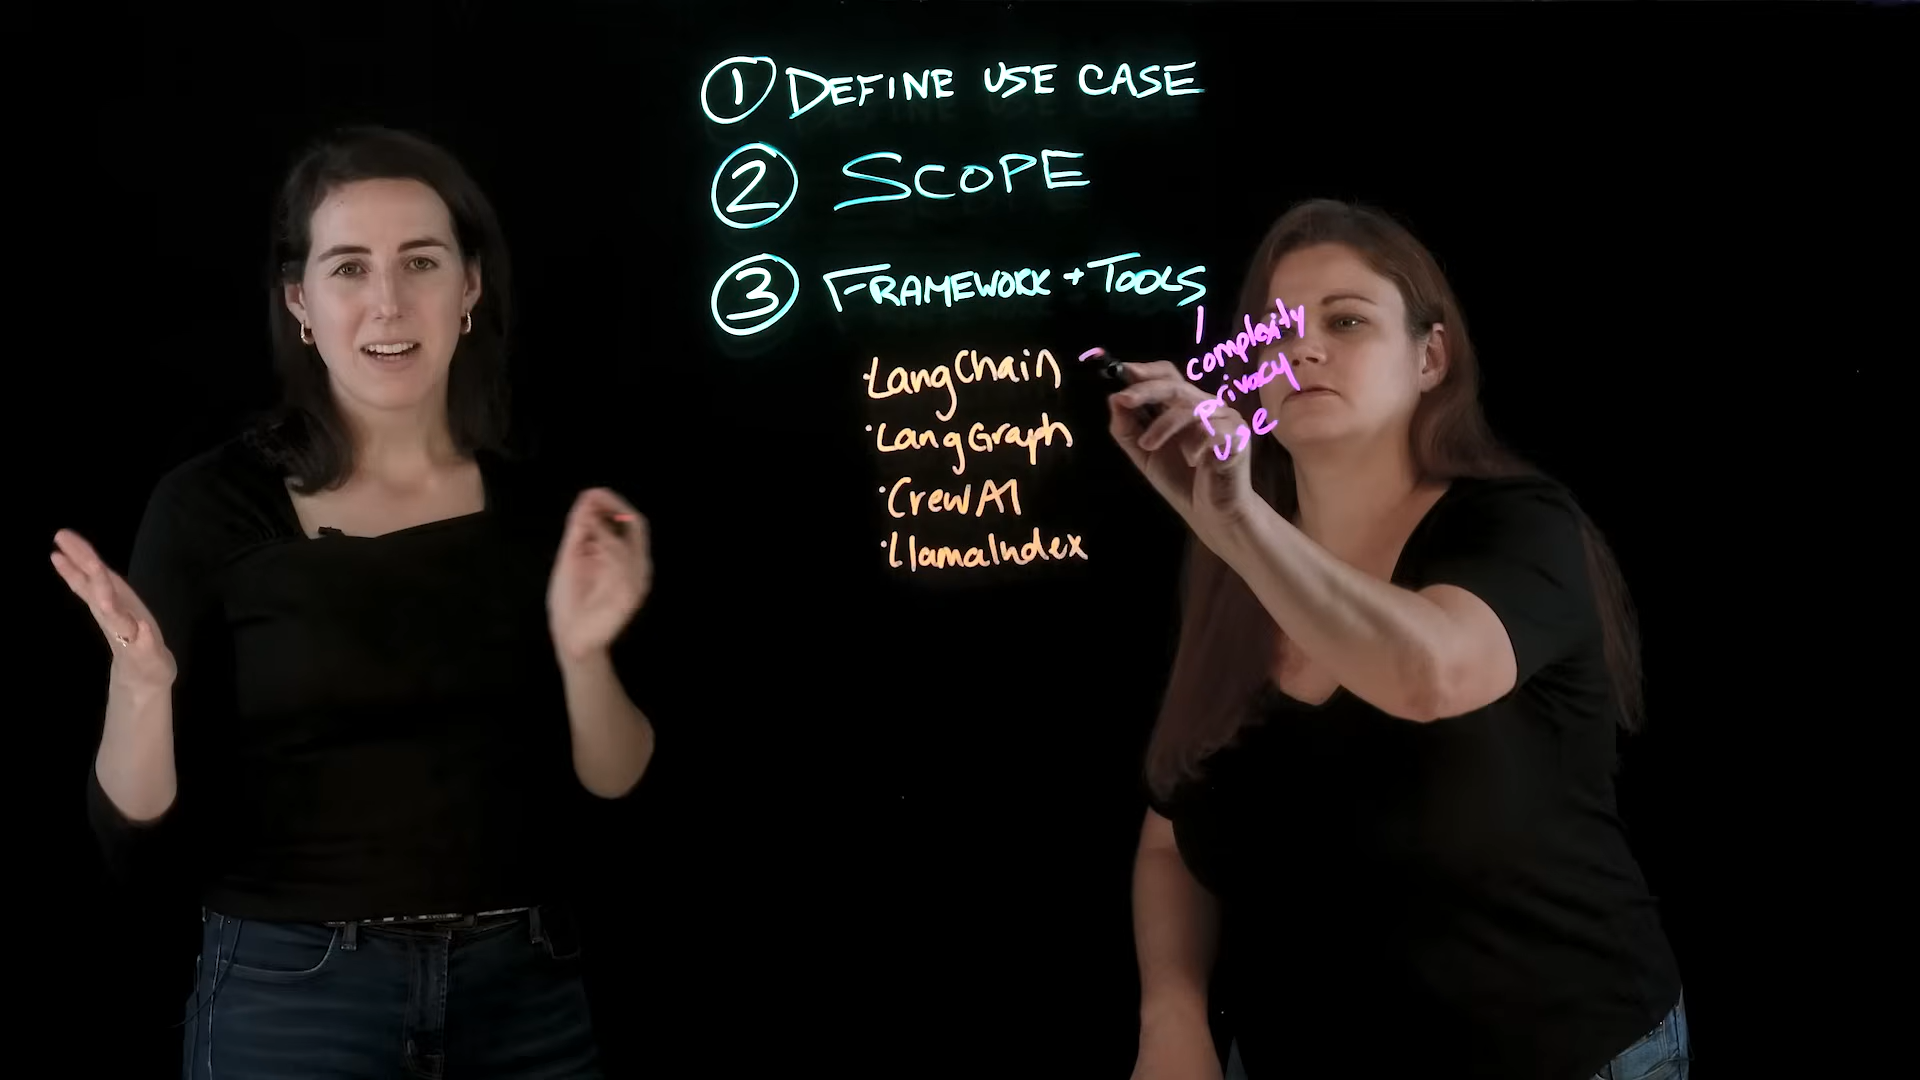 ① DEFINE USE CASE
② SCOPE
③ FRAMEWORK + TOOLS
complexity
privacy
use
· LangChain
· LangGraph
· CrewAI
· LlamaIndex